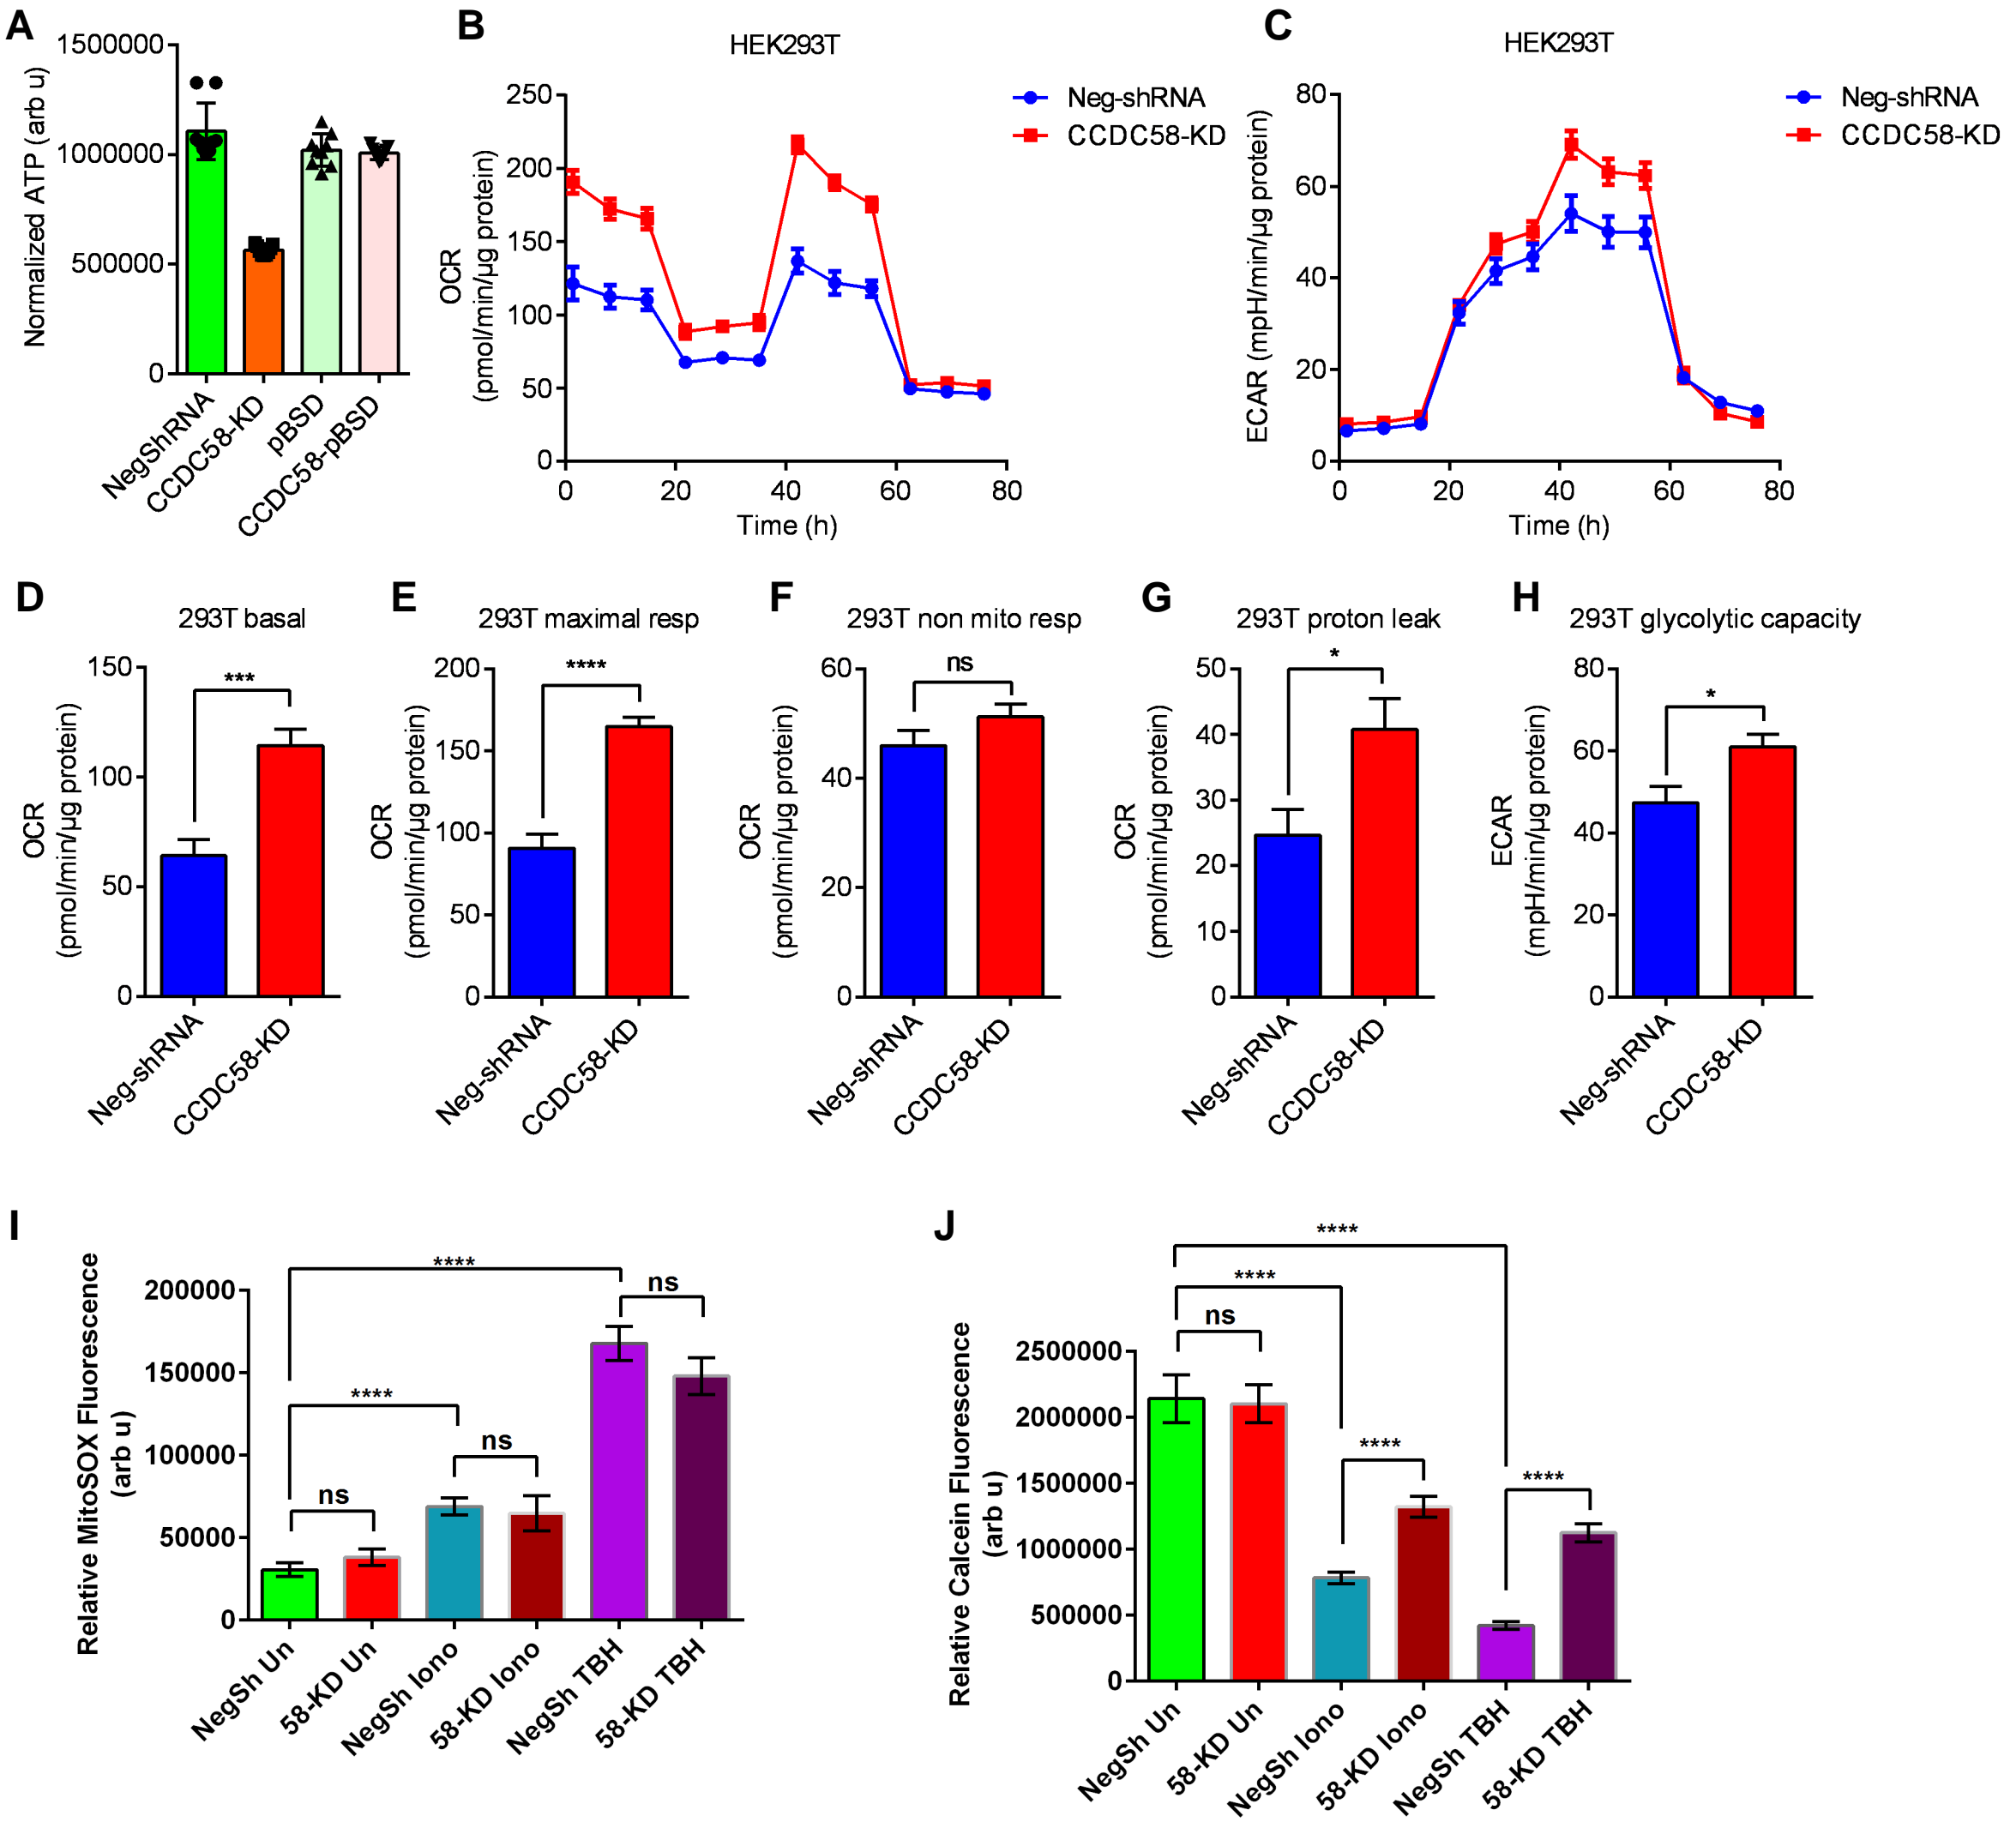 A
Normalized ATP (arb u)
1500000
1000000
500000
0
NegShRNA
CCDC58-KD
pBSD
CCDC58-pBSD
B
HEK293T
OCR
(pmol/min/µg protein)
250
200
150
100
50
0
0 20 40 60 80
Time (h)
Neg-shRNA
CCDC58-KD
C
HEK293T
ECAR (mpH/min/µg protein)
80
60
40
20
0
0 20 40 60 80
Time (h)
Neg-shRNA
CCDC58-KD
D
293T basal
OCR
(pmol/min/µg protein)
150
100
50
0
***
Neg-shRNA
CCDC58-KD
E
293T maximal resp
OCR
(pmol/min/µg protein)
200
150
100
50
0
****
Neg-shRNA
CCDC58-KD
F
293T non mito resp
OCR
(pmol/min/µg protein)
60
40
20
0
ns
Neg-shRNA
CCDC58-KD
G
293T proton leak
OCR
(pmol/min/µg protein)
50
40
30
20
10
0
*
Neg-shRNA
CCDC58-KD
H
293T glycolytic capacity
ECAR
(mpH/min/µg protein)
80
60
40
20
0
*
Neg-shRNA
CCDC58-KD
I
Relative MitoSOX Fluorescence
(arb u)
200000
150000
100000
50000
0
****
ns
****
ns
ns
NegSh Un
58-KD Un
NegSh Iono
58-KD Iono
NegSh TBH
58-KD TBH
J
Relative Calcein Fluorescence
(arb u)
2500000
2000000
1500000
1000000
500000
0
****
****
ns
****
****
NegSh Un
58-KD Un
NegSh Iono
58-KD Iono
NegSh TBH
58-KD TBH